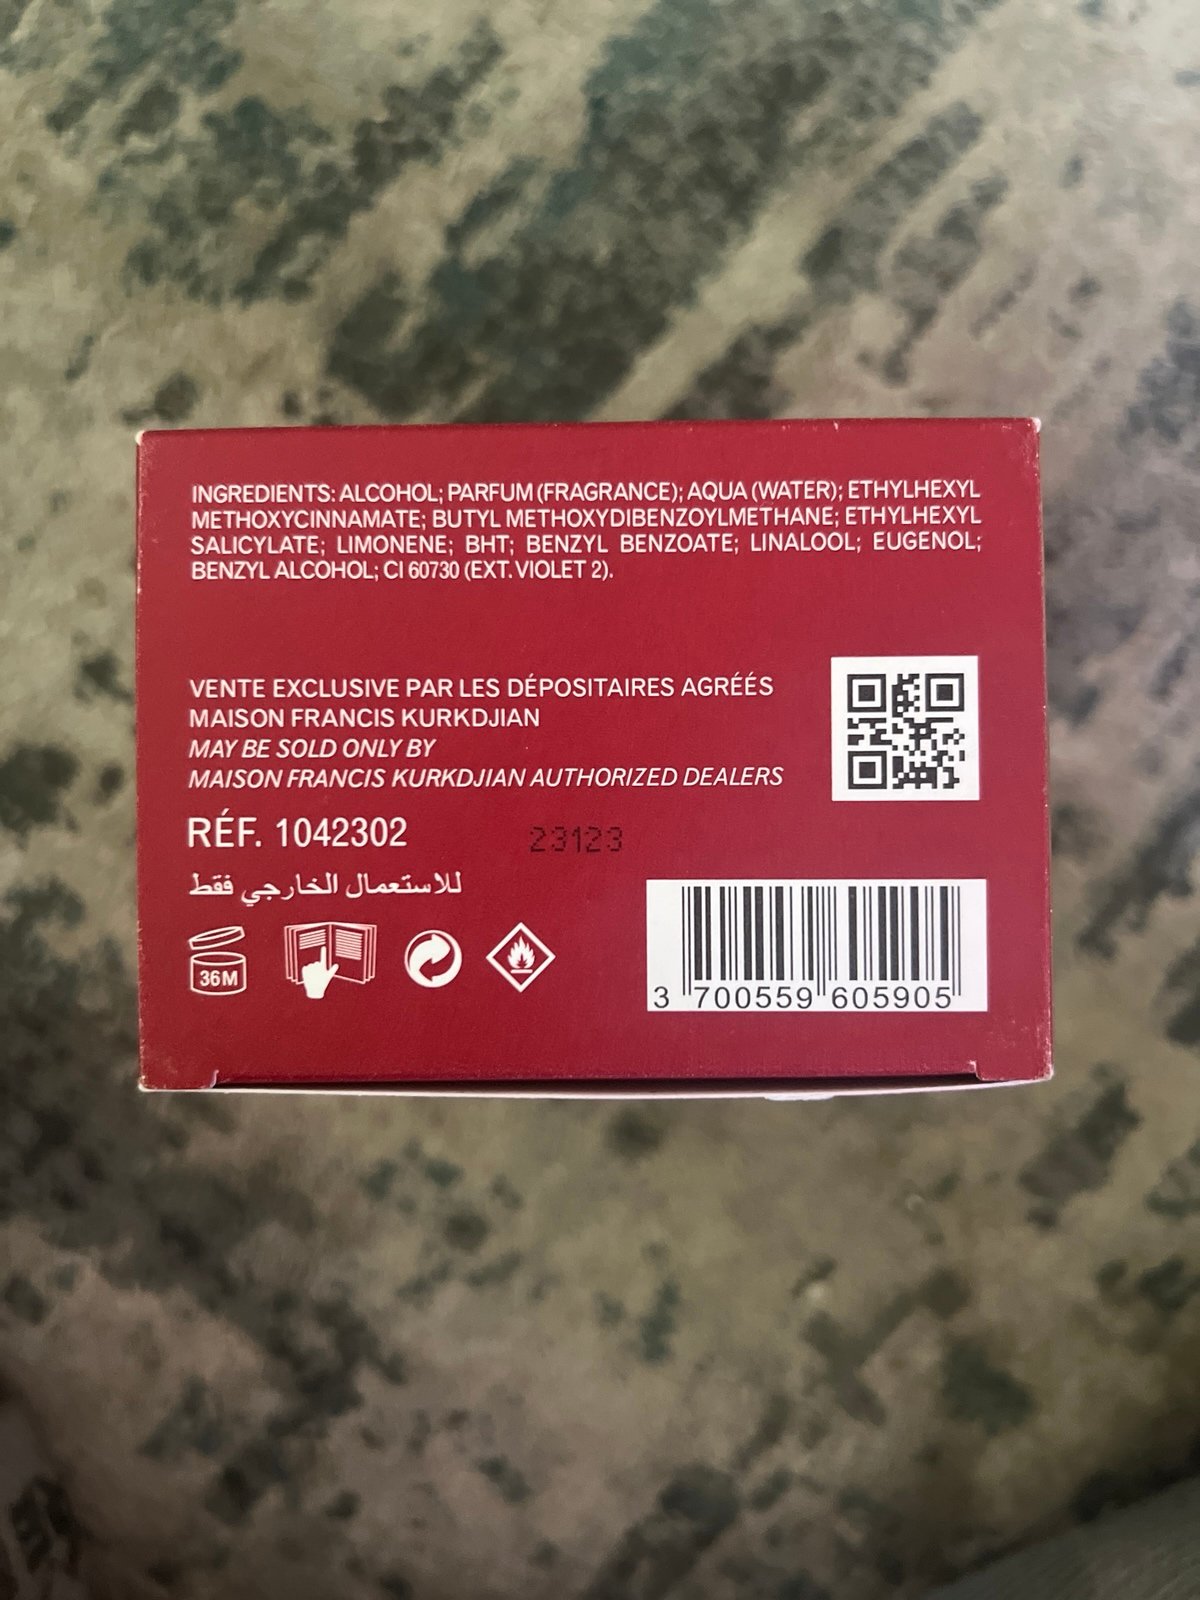 INGREDIENTS: ALCOHOL; PARFUM (FRAGRANCE); AQUA (WATER); ETHYLHEXYL
METHOXYCINNAMATE; BUTYL METHOXYDIBENZOYLMETHANE; ETHYLHEXYL
SALICYLATE; LIMONENE; BHT; BENZYL BENZOATE; LINALOOL; EUGENOL;
BENZYL ALCOHOL; CI 60730 (EXT. VIOLET 2).
VENTE EXCLUSIVE PAR LES DÉPOSITAIRES AGRÉÉS
MAISON FRANCIS KURKDJIAN
MAY BE SOLD ONLY BY
MAISON FRANCIS KURKDJIAN AUTHORIZED DEALERS
RÉF. 1042302
23123
للاستعمال الخارجي فقط
36M
3 700559 605905